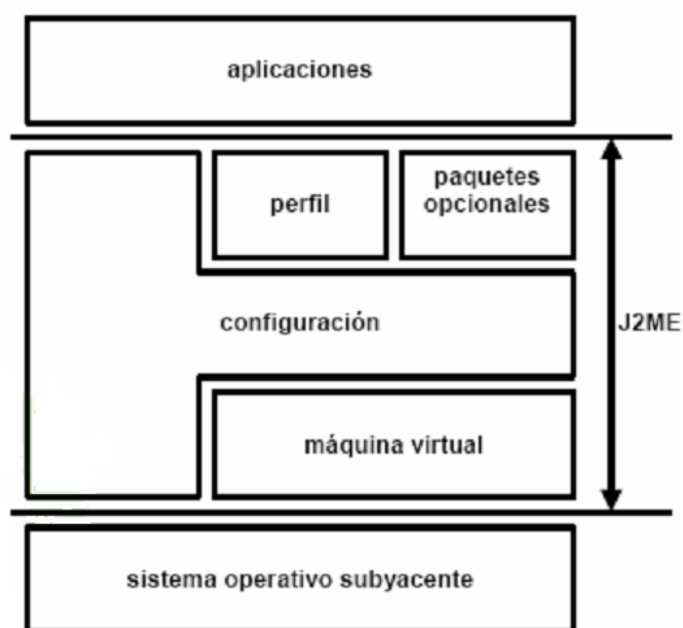 aplicaciones
perfil
paquetes
opcionales
configuración
J2ME
máquina virtual
sistema operativo subyacente